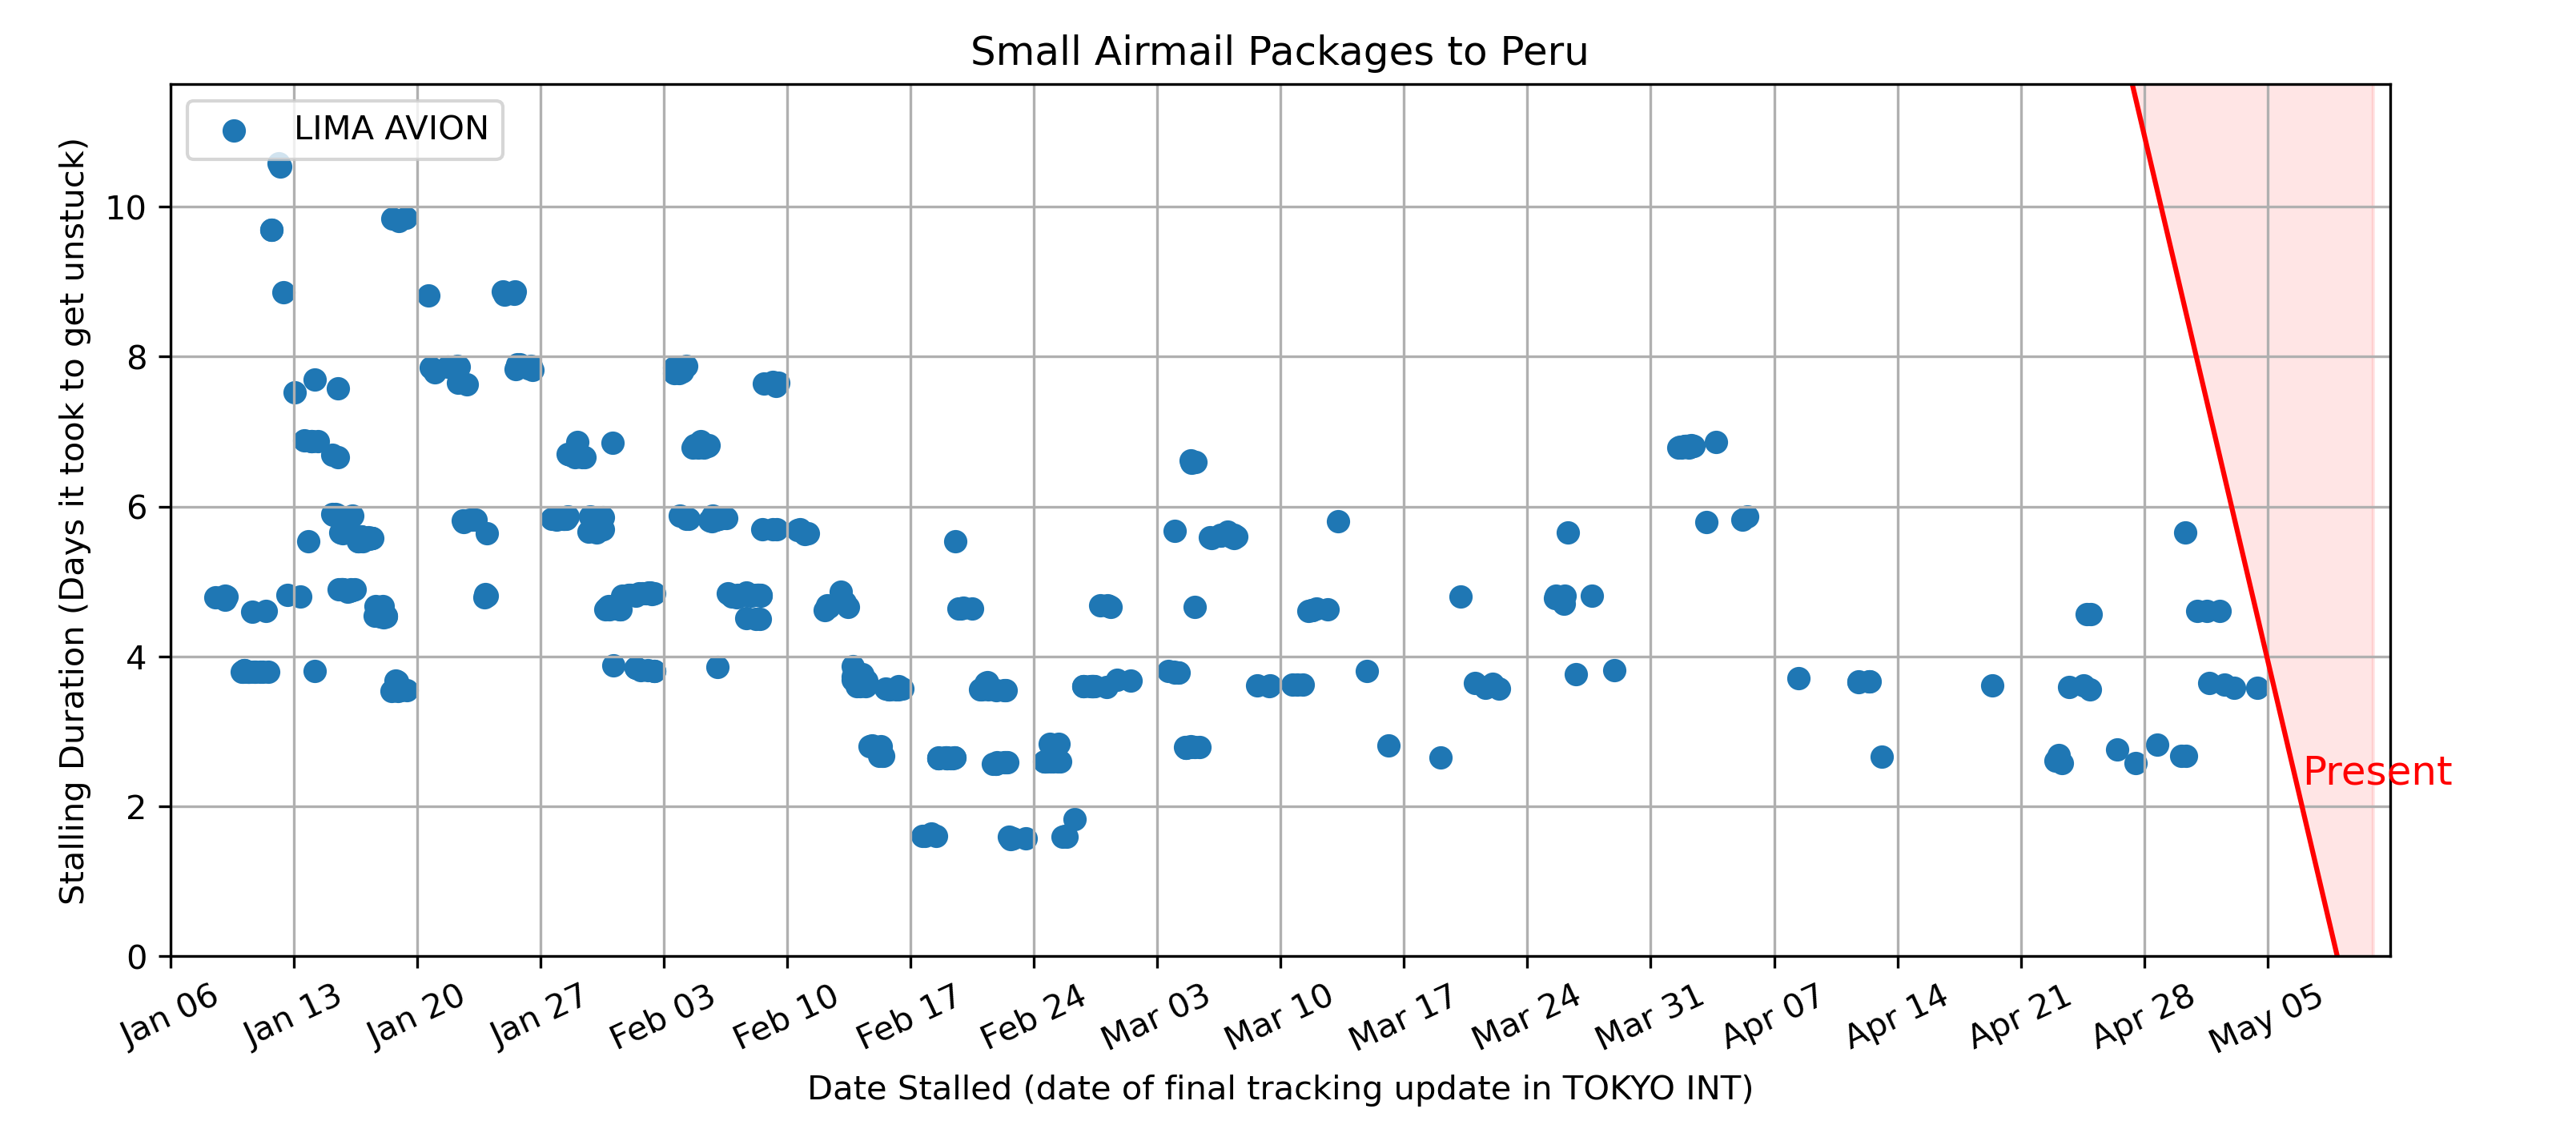 Small Airmail Packages to Peru
LIMA AVION
Stalling Duration (Days it took to get unstuck)
10
8
6
4
2
0
Present
Jan 06
Jan 13
Jan 20
Jan 27
Feb 03
Feb 10
Feb 17
Feb 24
Mar 03
Mar 10
Mar 17
Mar 24
Mar 31
Apr 07
Apr 14
Apr 21
Apr 28
May 05
Date Stalled (date of final tracking update in TOKYO INT)